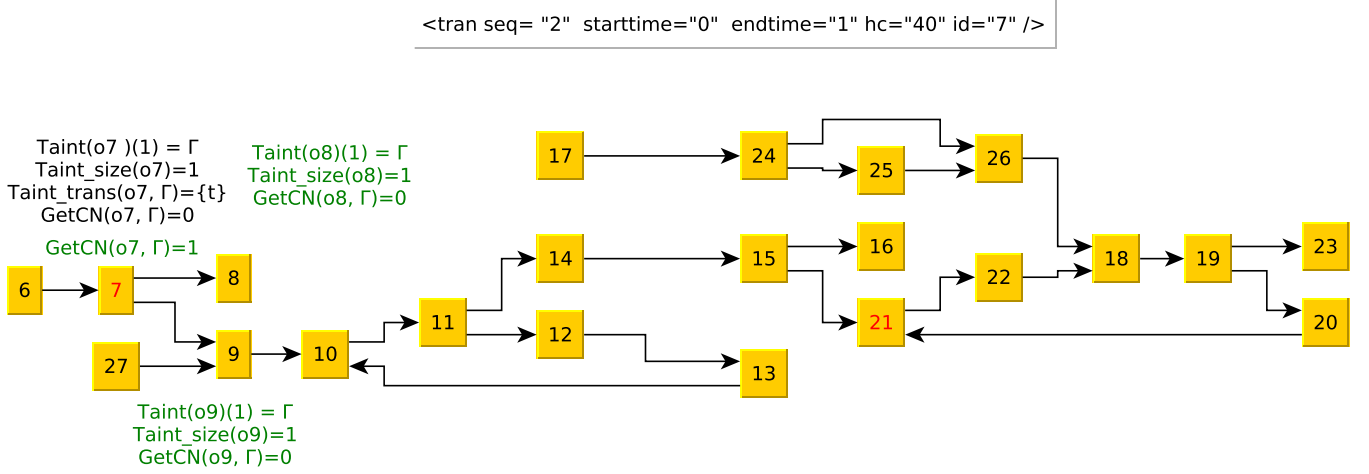 <tran seq= "2"  starttime="0"  endtime="1" hc="40" id="7" />
Taint(o7 )(1) = Γ
Taint_size(o7)=1
Taint_trans(o7, Γ)={t}
GetCN(o7, Γ)=0
GetCN(o7, Γ)=1
Taint(o8)(1) = Γ
Taint_size(o8)=1
GetCN(o8, Γ)=0
17
24
25
26
6
7
8
9
27
10
11
14
12
13
15
16
21
22
18
19
23
20
Taint(o9)(1) = Γ
Taint_size(o9)=1
GetCN(o9, Γ)=0